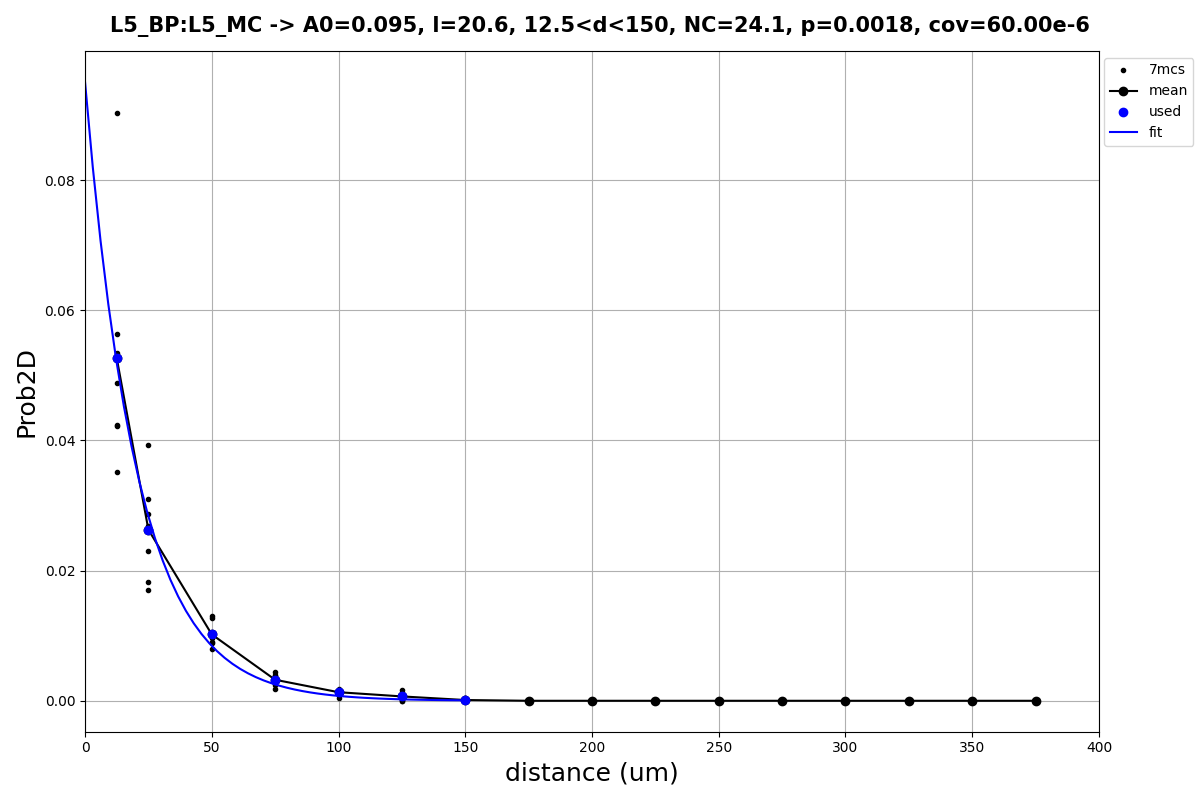 L5_BP:L5_MC -> A0=0.095, l=20.6, 12.5<d<150, NC=24.1, p=0.0018, cov=60.00e-6
7mcs
mean
used
fit
Prob2D
0.08
0.06
0.04
0.02
0.00
0 50 100 150 200 250 300 350 400
distance (um)